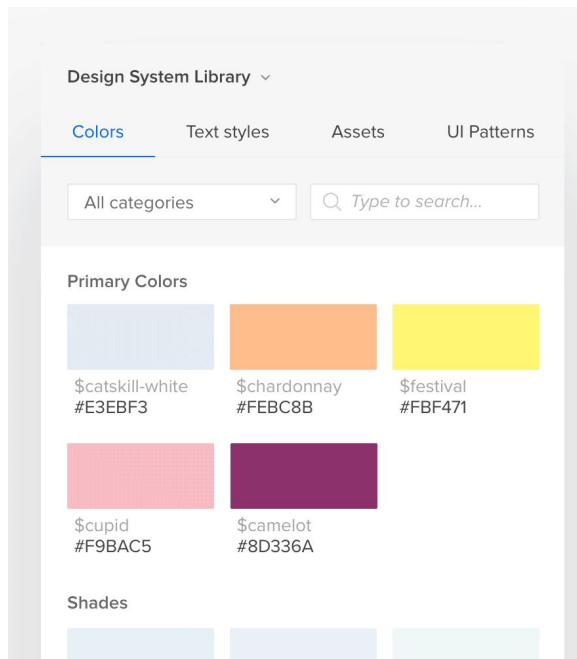 Design System Library
Colors Text styles Assets UI Patterns
All categories Type to search...
Primary Colors
$catskill-white $chardonnay $festival
#E3EBF3 #FEBC8B #FBF471
$cupid $camelot
#F9BAC5 #8D336A
Shades